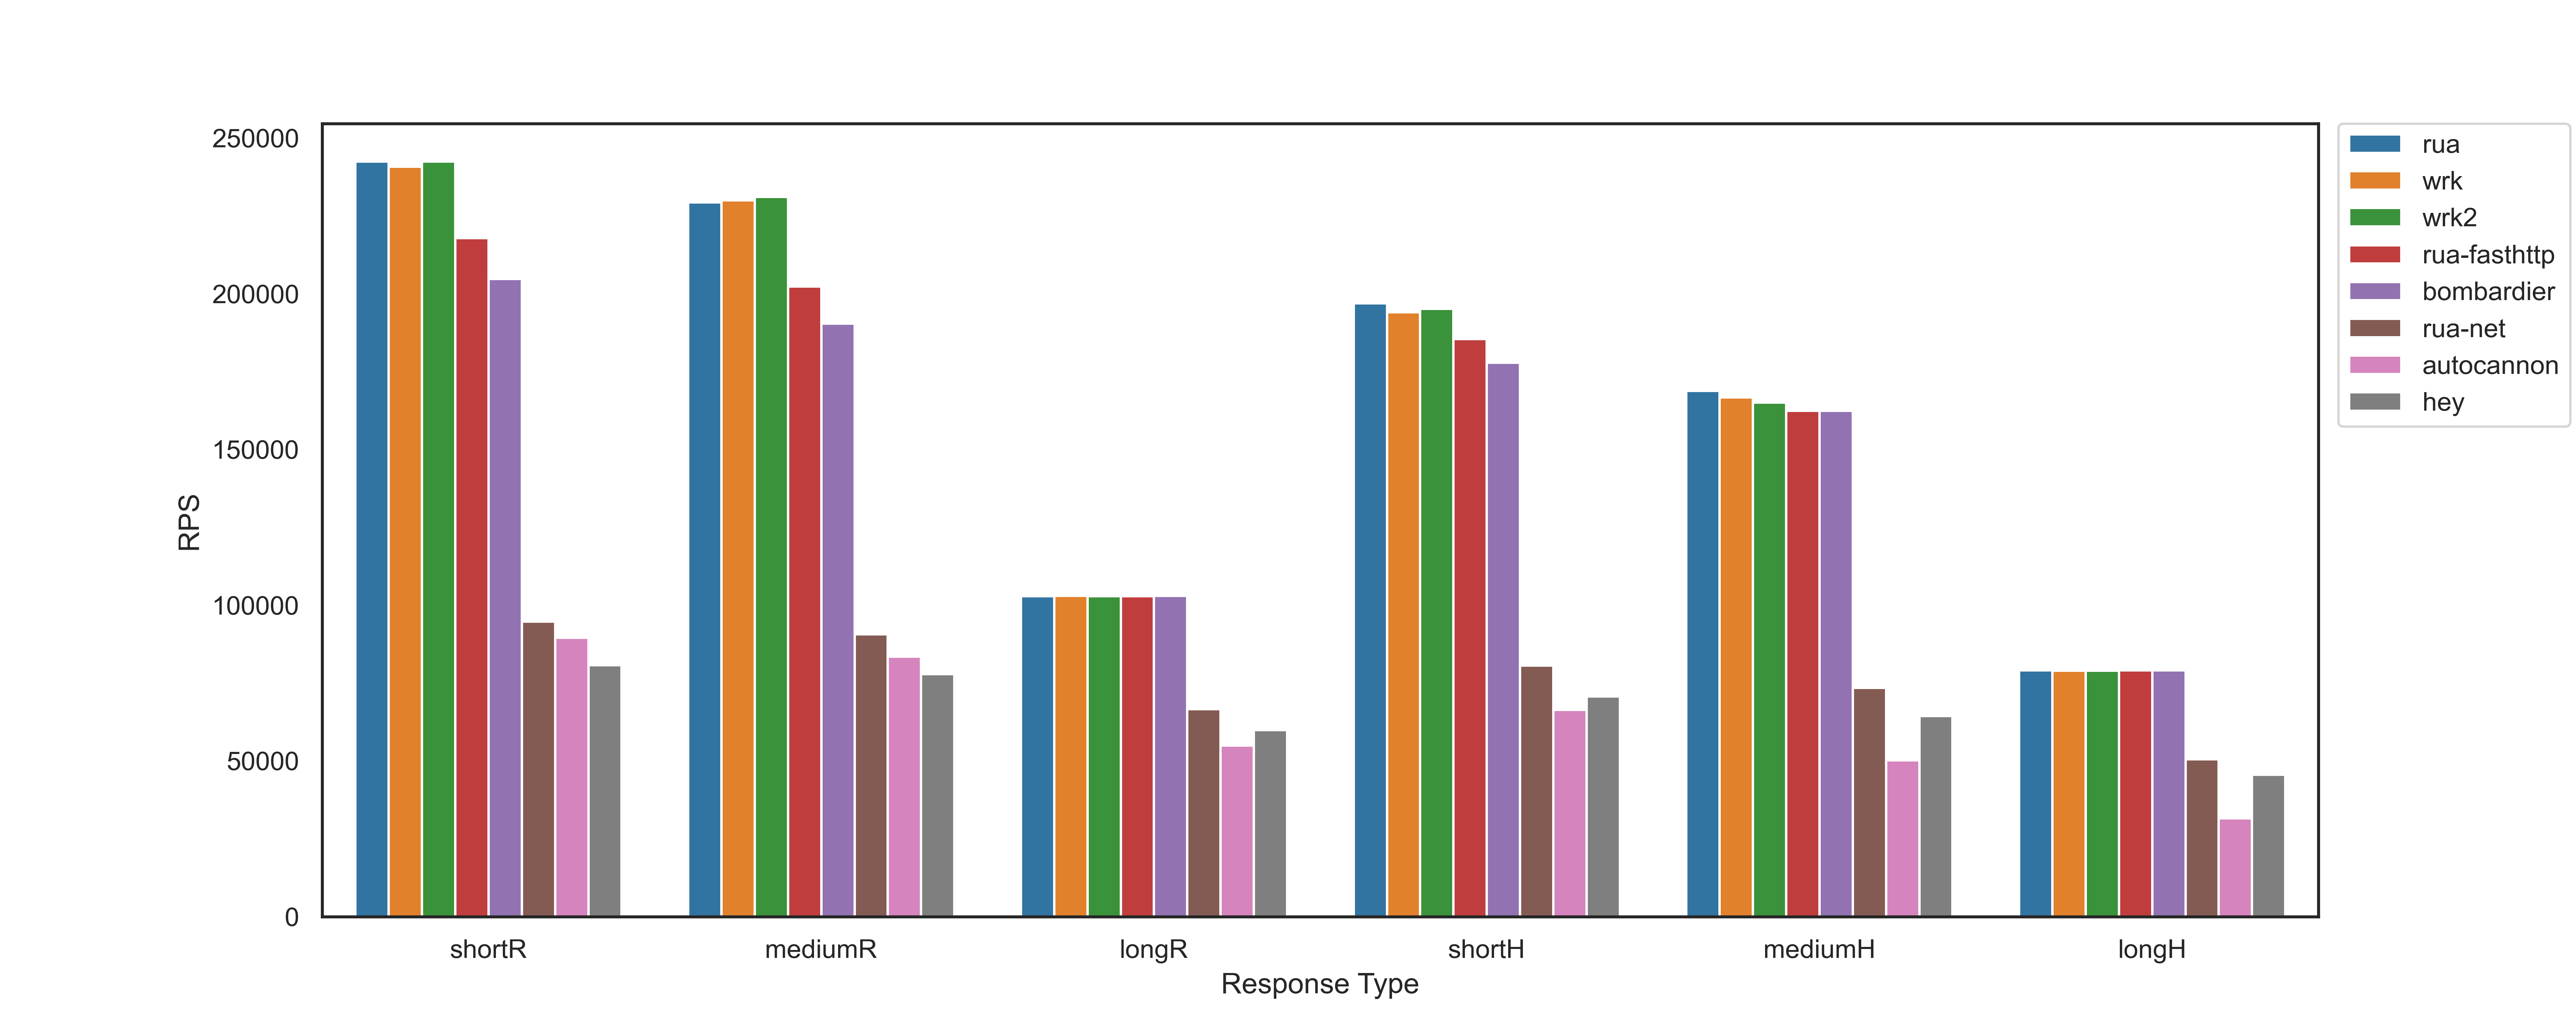 250000
200000
150000
100000
50000
0
RPS
shortR
mediumR
longR
shortH
mediumH
longH
Response Type
rua
wrk
wrk2
rua-fasthttp
bombardier
rua-net
autocannon
hey